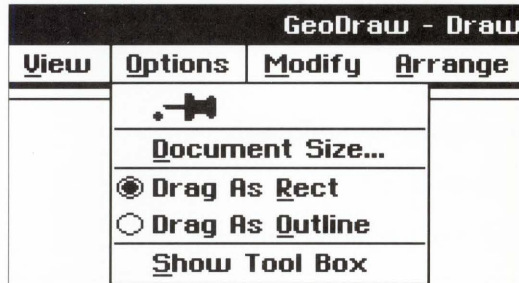 GeoDraw - Draw
View Options Modify Arrange
Document Size...
Drag As Rect
Drag As Outline
Show Tool Box